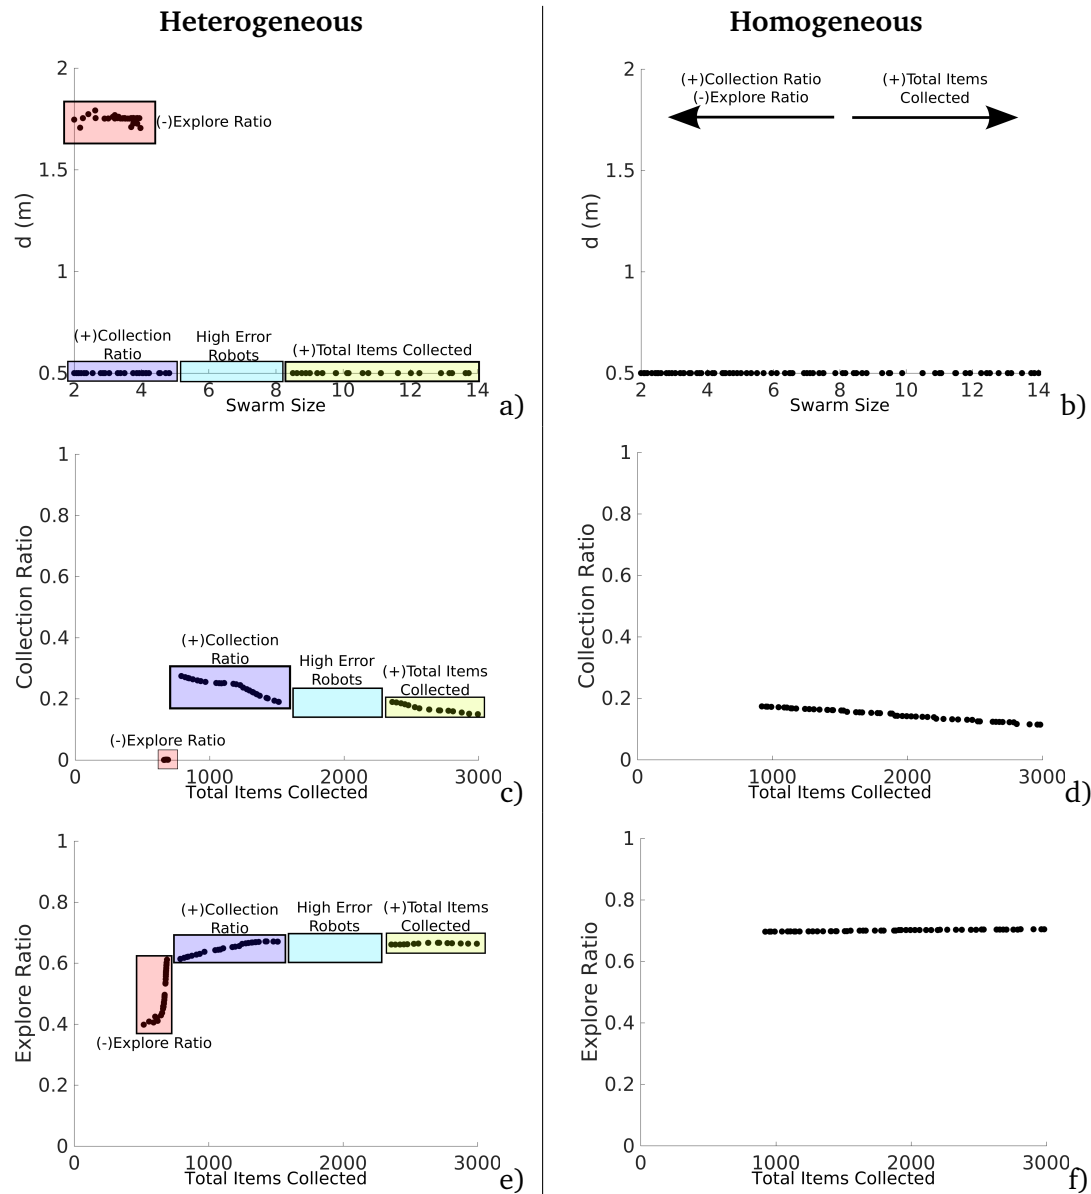 Heterogeneous
Homogeneous
2
1.5
1
0.5
d (m)
(-)Explore Ratio
(+)Collection
Ratio
High Error
Robots
(+)Total Items Collected
2 4 6 8 10 12 14
Swarm Size
a)
2
1.5
1
0.5
d (m)
(+)Collection Ratio
(-)Explore Ratio
(+)Total Items
Collected
2 4 6 8 10 12 14
Swarm Size
b)
1
0.8
0.6
0.4
0.2
0
Collection Ratio
(+)Collection
Ratio
High Error
Robots
(+)Total Items
Collected
(-)Explore Ratio
1000 2000 3000
Total Items Collected
c)
1
0.8
0.6
0.4
0.2
0
Collection Ratio
0 1000 2000 3000
Total Items Collected
d)
1
0.8
0.6
0.4
0.2
0
Explore Ratio
(+)Collection
Ratio
High Error
Robots
(+)Total Items
Collected
(-)Explore Ratio
0 1000 2000 3000
Total Items Collected
e)
1
0.8
0.6
0.4
0.2
0
Explore Ratio
0 1000 2000 3000
Total Items Collected
f)